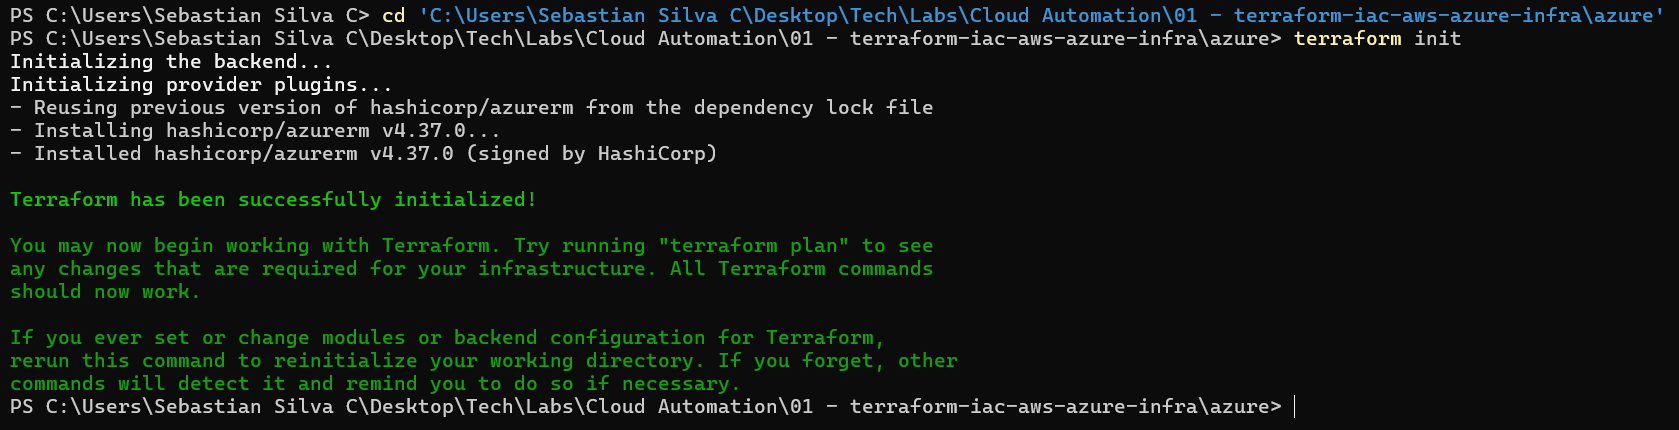 PS C:\Users\Sebastian Silva C> cd 'C:\Users\Sebastian Silva C\Desktop\Tech\Labs\Cloud Automation\01 - terraform-iac-aws-azure-infra\azure'
PS C:\Users\Sebastian Silva C\Desktop\Tech\Labs\Cloud Automation\01 - terraform-iac-aws-azure-infra\azure> terraform init
Initializing the backend...
Initializing provider plugins...
- Reusing previous version of hashicorp/azurerm from the dependency lock file
- Installing hashicorp/azurerm v4.37.0...
- Installed hashicorp/azurerm v4.37.0 (signed by HashiCorp)
Terraform has been successfully initialized!
You may now begin working with Terraform. Try running "terraform plan" to see
any changes that are required for your infrastructure. All Terraform commands
should now work.
If you ever set or change modules or backend configuration for Terraform,
rerun this command to reinitialize your working directory. If you forget, other
commands will detect it and remind you to do so if necessary.
PS C:\Users\Sebastian Silva C\Desktop\Tech\Labs\Cloud Automation\01 - terraform-iac-aws-azure-infra\azure>